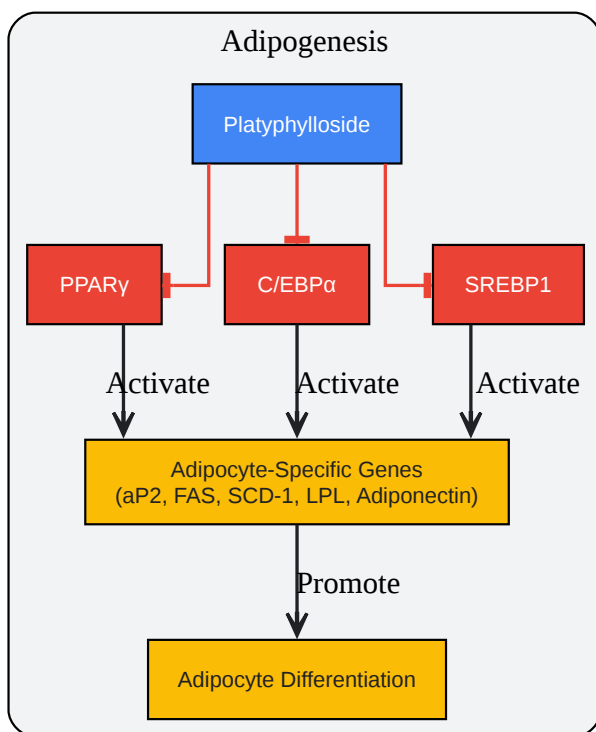 Adipogenesis
Platyphylloside
PPARγ
C/EBPα
SREBP1
Activate
Activate
Activate
Adipocyte-Specific Genes
(aP2, FAS, SCD-1, LPL, Adiponectin)
Promote
Adipocyte Differentiation